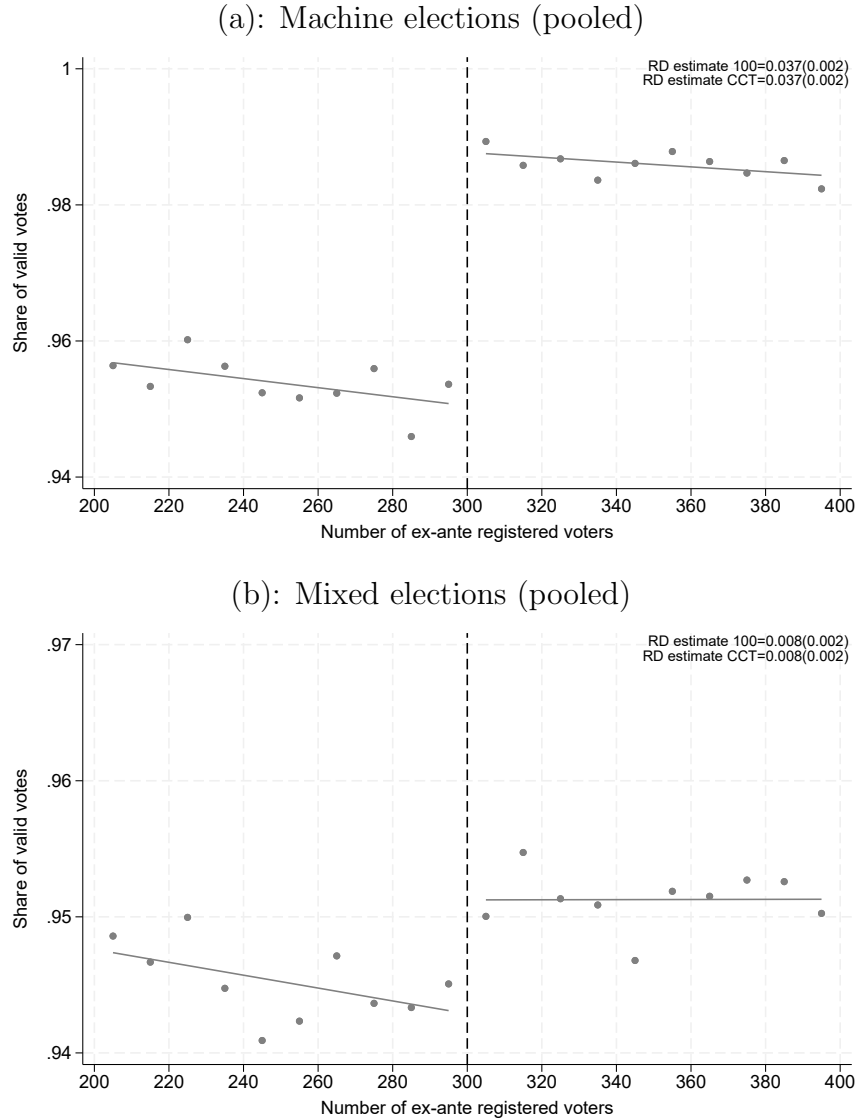 (a): Machine elections (pooled)
RD estimate 100=0.037(0.002)
RD estimate CCT=0.037(0.002)
1
.98
.96
.94
Share of valid votes
200 220 240 260 280 300 320 340 360 380 400
Number of ex-ante registered voters
(b): Mixed elections (pooled)
RD estimate 100=0.008(0.002)
RD estimate CCT=0.008(0.002)
.97
.96
.95
.94
Share of valid votes
200 220 240 260 280 300 320 340 360 380 400
Number of ex-ante registered voters